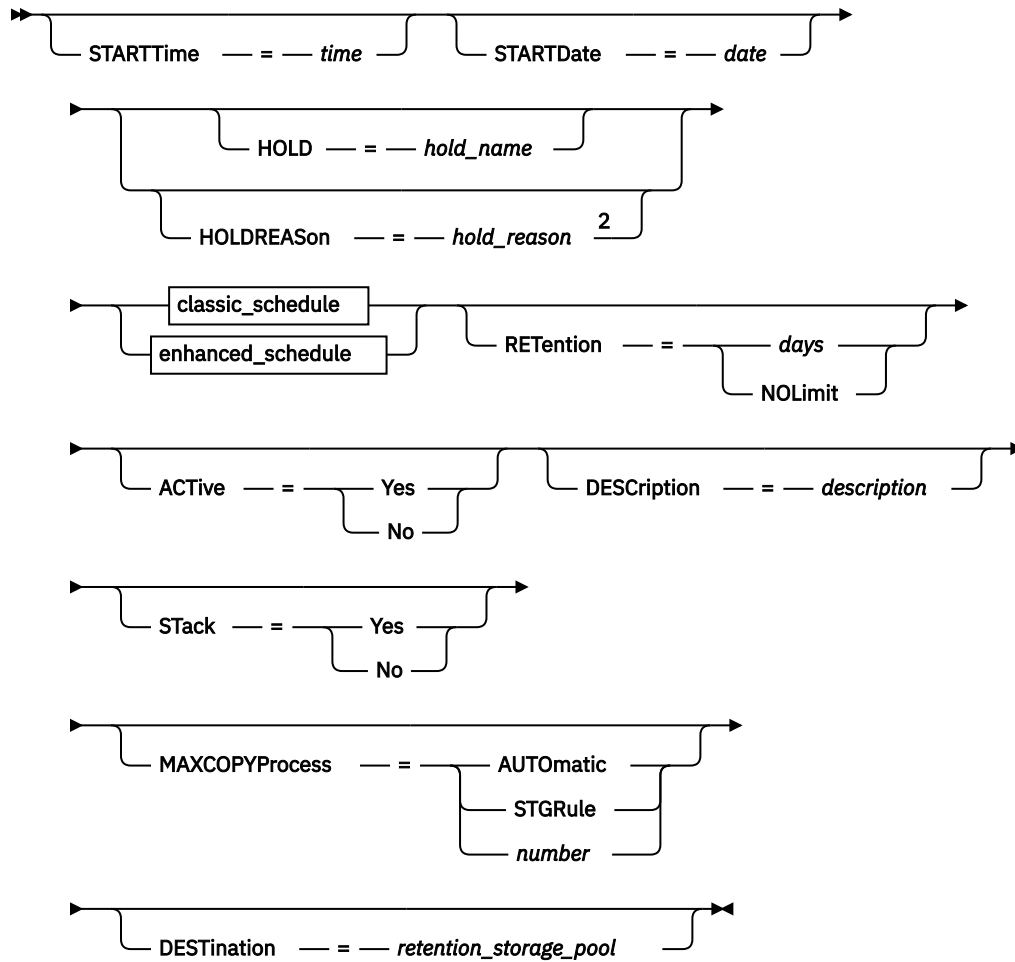 STARTTime = time STARTDate = date
HOLD = hold_name
HOLDREASon = hold_reason 2
classic_schedule
enhanced_schedule
RETention = days
NOLimit
ACTive = Yes
No
DESCription = description
STack = Yes
No
MAXCOPYProcess = AUTOmatic
STGRule
number
DESTination = retention_storage_pool